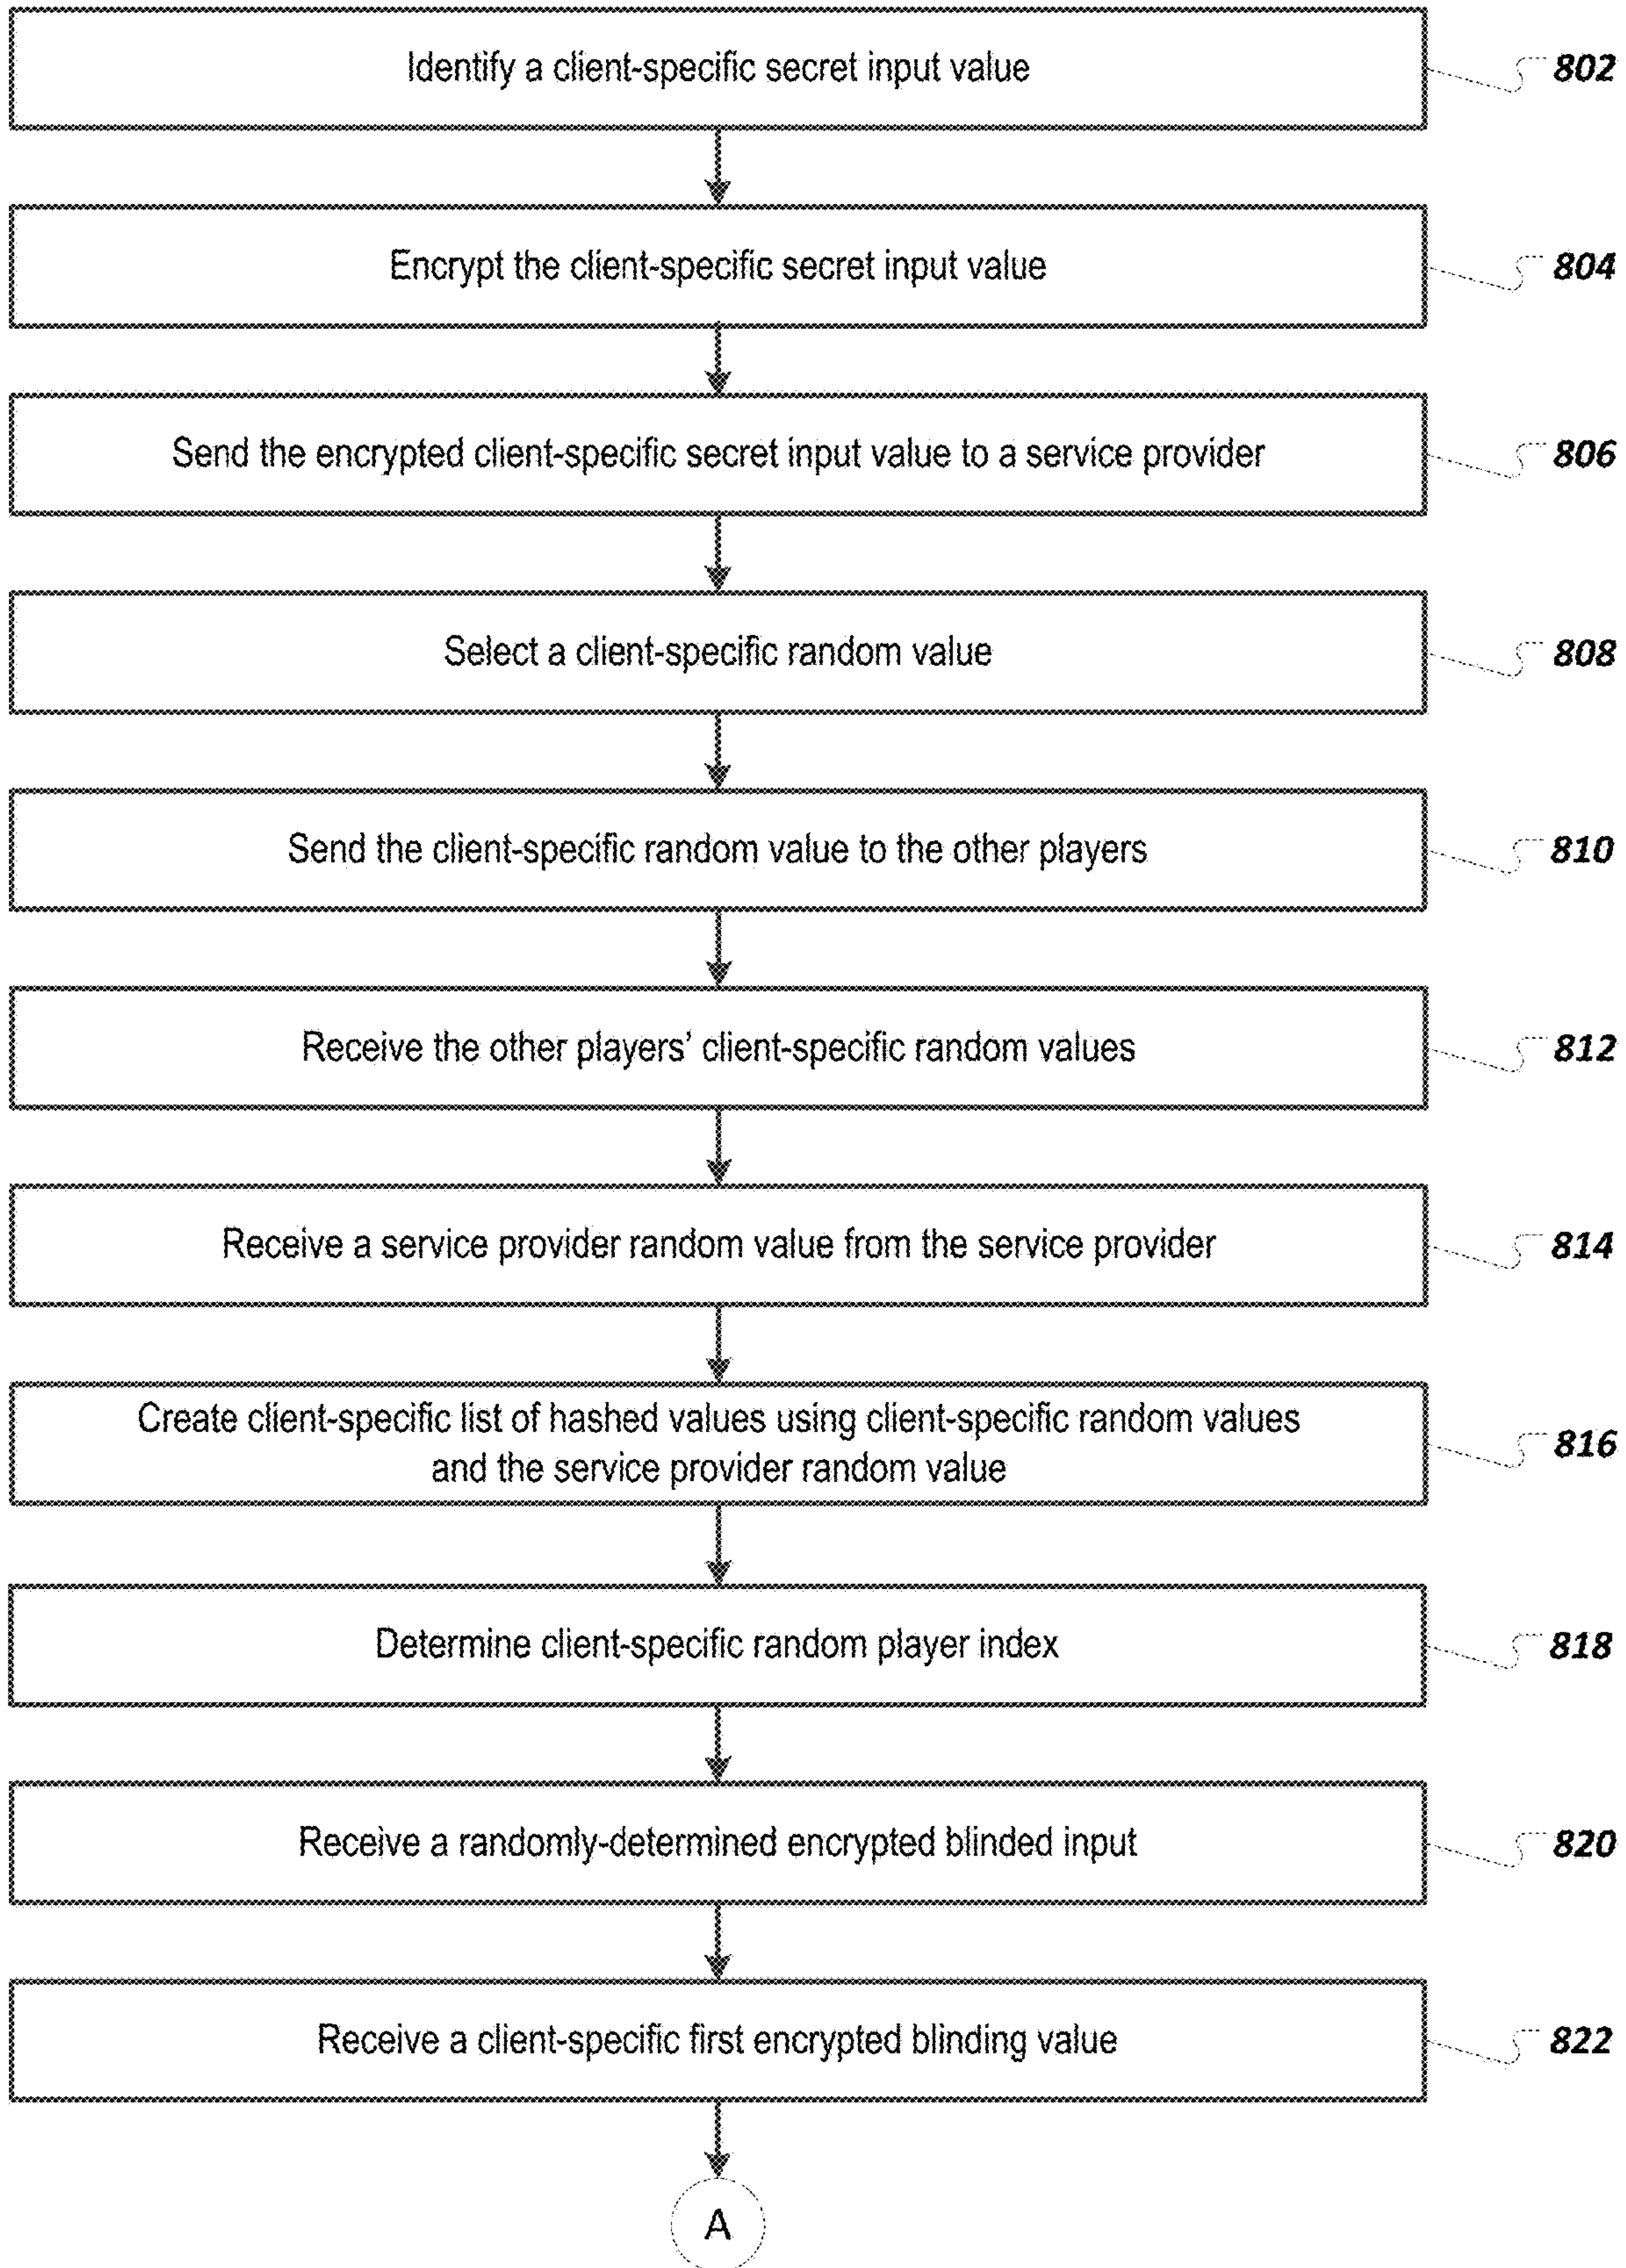 Identify a client-specific secret input value
802
Encrypt the client-specific secret input value
804
Send the encrypted client-specific secret input value to a service provider
806
Select a client-specific random value
808
Send the client-specific random value to the other players
810
Receive the other players’ client-specific random values
812
Receive a service provider random value from the service provider
814
Create client-specific list of hashed values using client-specific random values
and the service provider random value
816
Determine client-specific random player index
818
Receive a randomly-determined encrypted blinded input
820
Receive a client-specific first encrypted blinding value
822
A